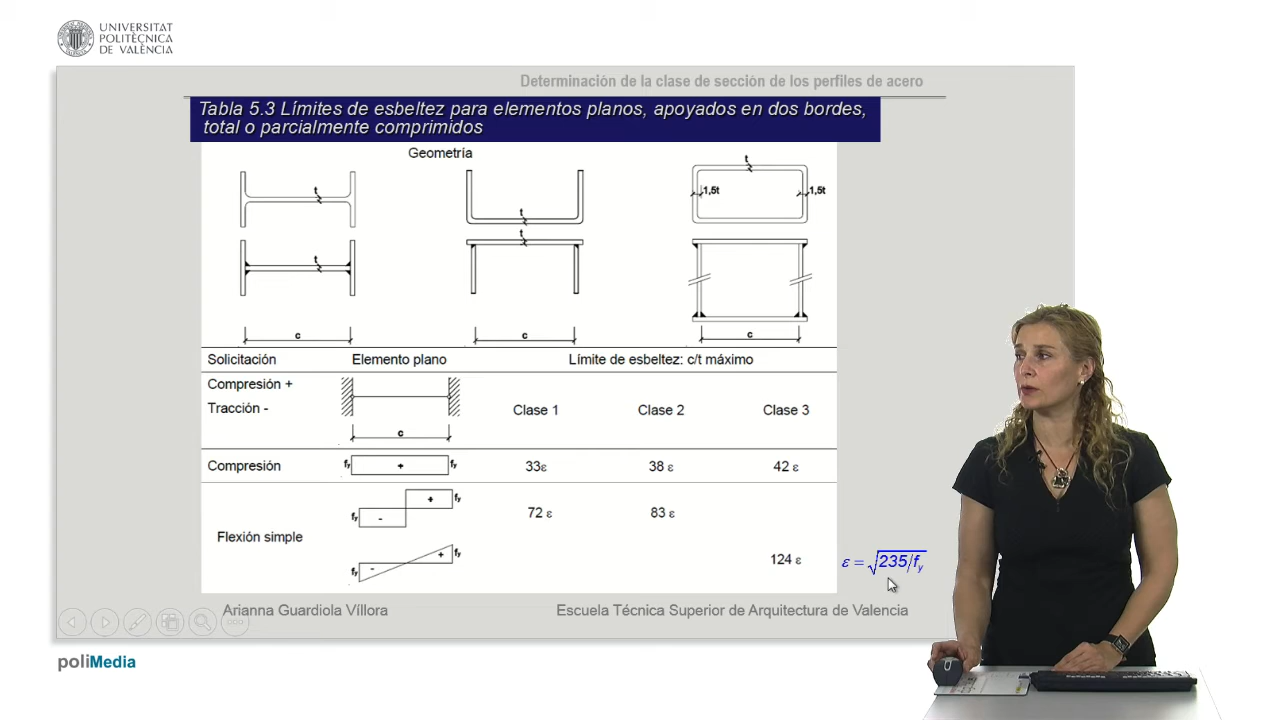 UNIVERSITAT
POLITÈCNICA
DE VALÈNCIA
Determinación de la clase de sección de los perfiles de acero
Tabla 5.3 Límites de esbeltez para elementos planos, apoyados en dos bordes,
total o parcialmente comprimidos
Geometría
t t t
1,5t 1,5t
t t
c c c
Solicitación Elemento plano Límite de esbeltez: c/t máximo
Compresión +
Tracción - Clase 1 Clase 2 Clase 3
c
Compresión fy + fy 33ε 38 ε 42 ε
+ fy
fy - 72 ε 83 ε
Flexión simple
+ fy
fy - 124 ε
ε = √235/fy
Arianna Guardiola Víllora Escuela Técnica Superior de Arquitectura de Valencia
poliMedia